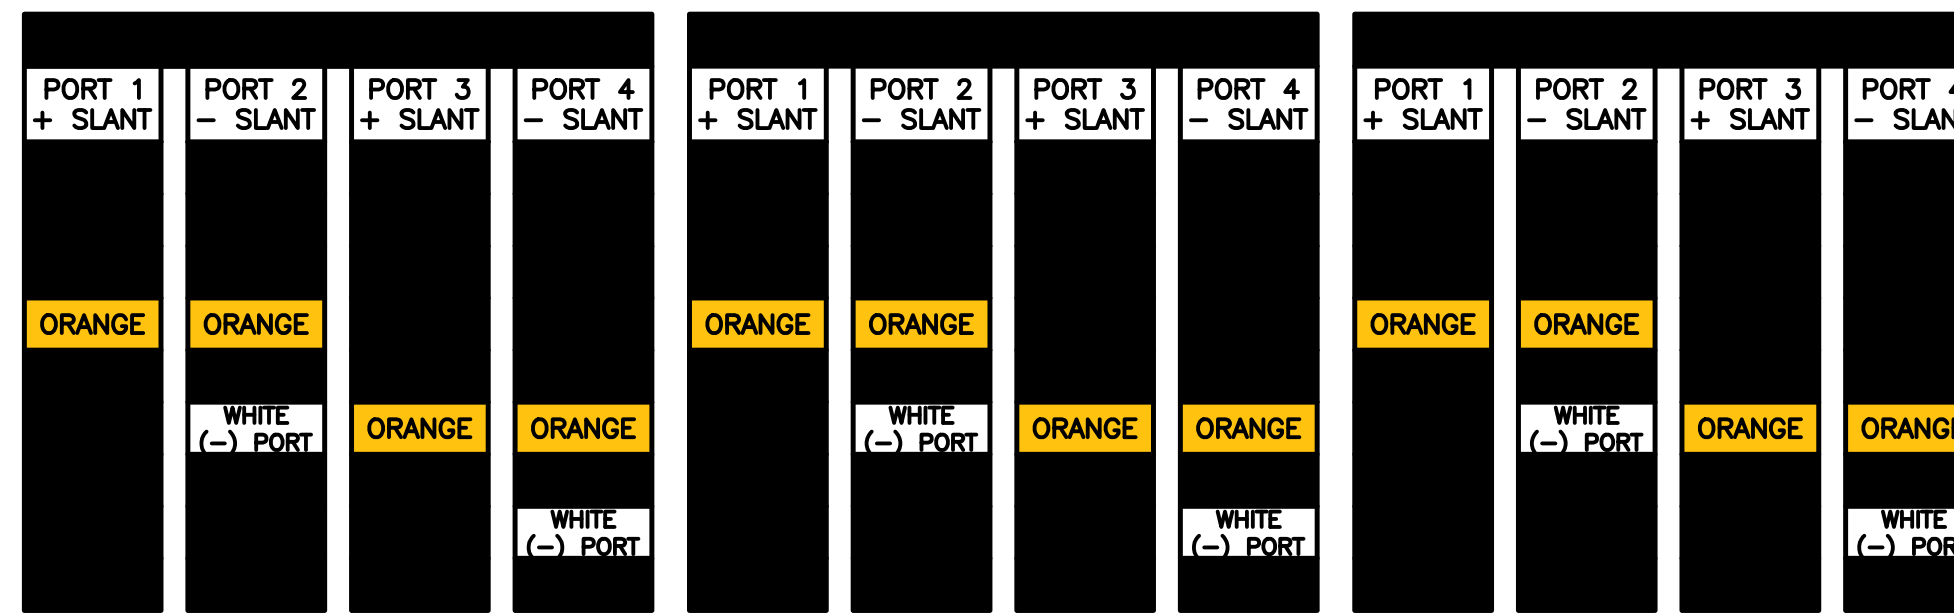 PORT 1 PORT 2 PORT 3 PORT 4 PORT 1 PORT 2 PORT 3 PORT 4 PORT 1 PORT 2 PORT 3 PORT
+ SLANT - SLANT + SLANT - SLANT + SLANT - SLANT + SLANT - SLANT + SLANT - SLANT + SLANT -
ORANGE ORANGE ORANGE ORANGE ORANGE ORANGE
WHITE WHITE WHITE
(-) PORT ORANGE ORANGE (-) PORT ORANGE ORANGE (-) PORT ORANGE
WHITE WHITE WHITE
(-) PORT (-) PORT (-)